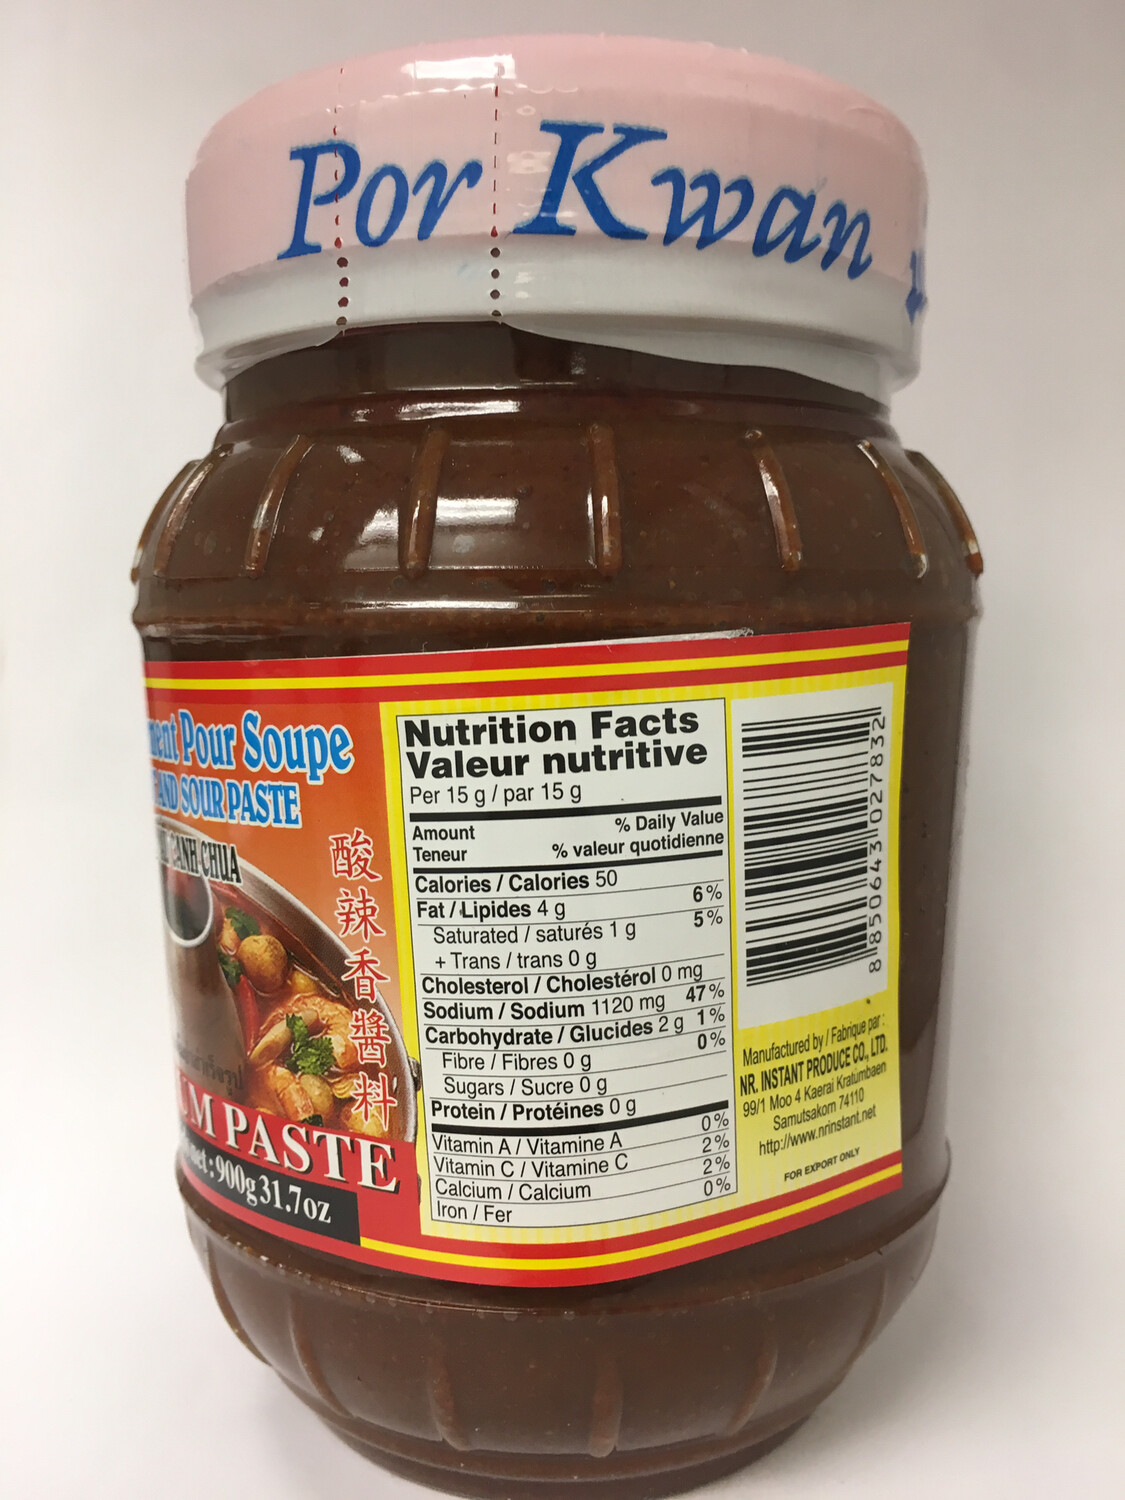 Por Kwan
Pour Soupe
AND SOUR PASTE
CANH CHUA
酸辣香醬料
PASTE
900g 31.7oz
Nutrition Facts
Valeur nutritive
Per 15 g / par 15 g
Amount % Daily Value
Teneur % valeur quotidienne
Calories / Calories 50
Fat / Lipides 4 g 6%
Saturated / saturés 1 g 5%
+ Trans / trans 0 g
Cholesterol / Cholestérol 0 mg
Sodium / Sodium 1120 mg 47%
Carbohydrate / Glucides 2 g 1%
Fibre / Fibres 0 g 0%
Sugars / Sucre 0 g
Protein / Protéines 0 g
Vitamin A / Vitamine A 0%
Vitamin C / Vitamine C 2%
Calcium / Calcium 2%
Iron / Fer 0%
8 850643 027832
Manufactured by / Fabrique par :
NR. INSTANT PRODUCE CO., LTD.
99/1 Moo 4 Kaerai Kratumbaen
Samutsakorn 74110
http://www.nrinstant.net
FOR EXPORT ONLY